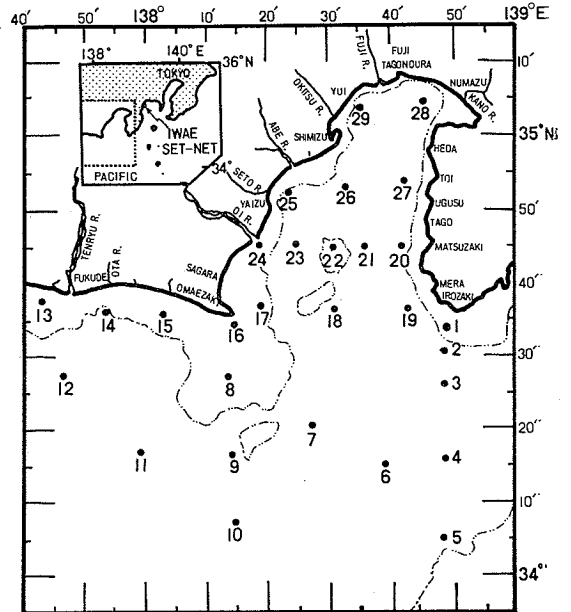 40' 50' 138° 10' 20' 30' 40' 50' 139°E
138° 140°E
36°N
TOKYO
IWAE
SET-NET
PACIFIC
34°
10'
35°N
50'
40'
30''
20''
10''
34°'
FUJI R.
FUJI
TAGONOURA
NUMAZU
KANO R.
YUI
OKITSU R.
SHIMIZU
ABE R.
SETO R.
YAIZU
OI R.
HEDA
TOI
UGUSU
TAGO
MATSUZAKI
MERA
IROZAKI
TENRYU R.
FUKUDE
OTA R.
SAGARA
OMAEZAKI
29 28
25 26 27
24 23 22 21 20
13 14 15 16 17 18 19 1
2
12 8 3
7
11 9 6 4
10 5